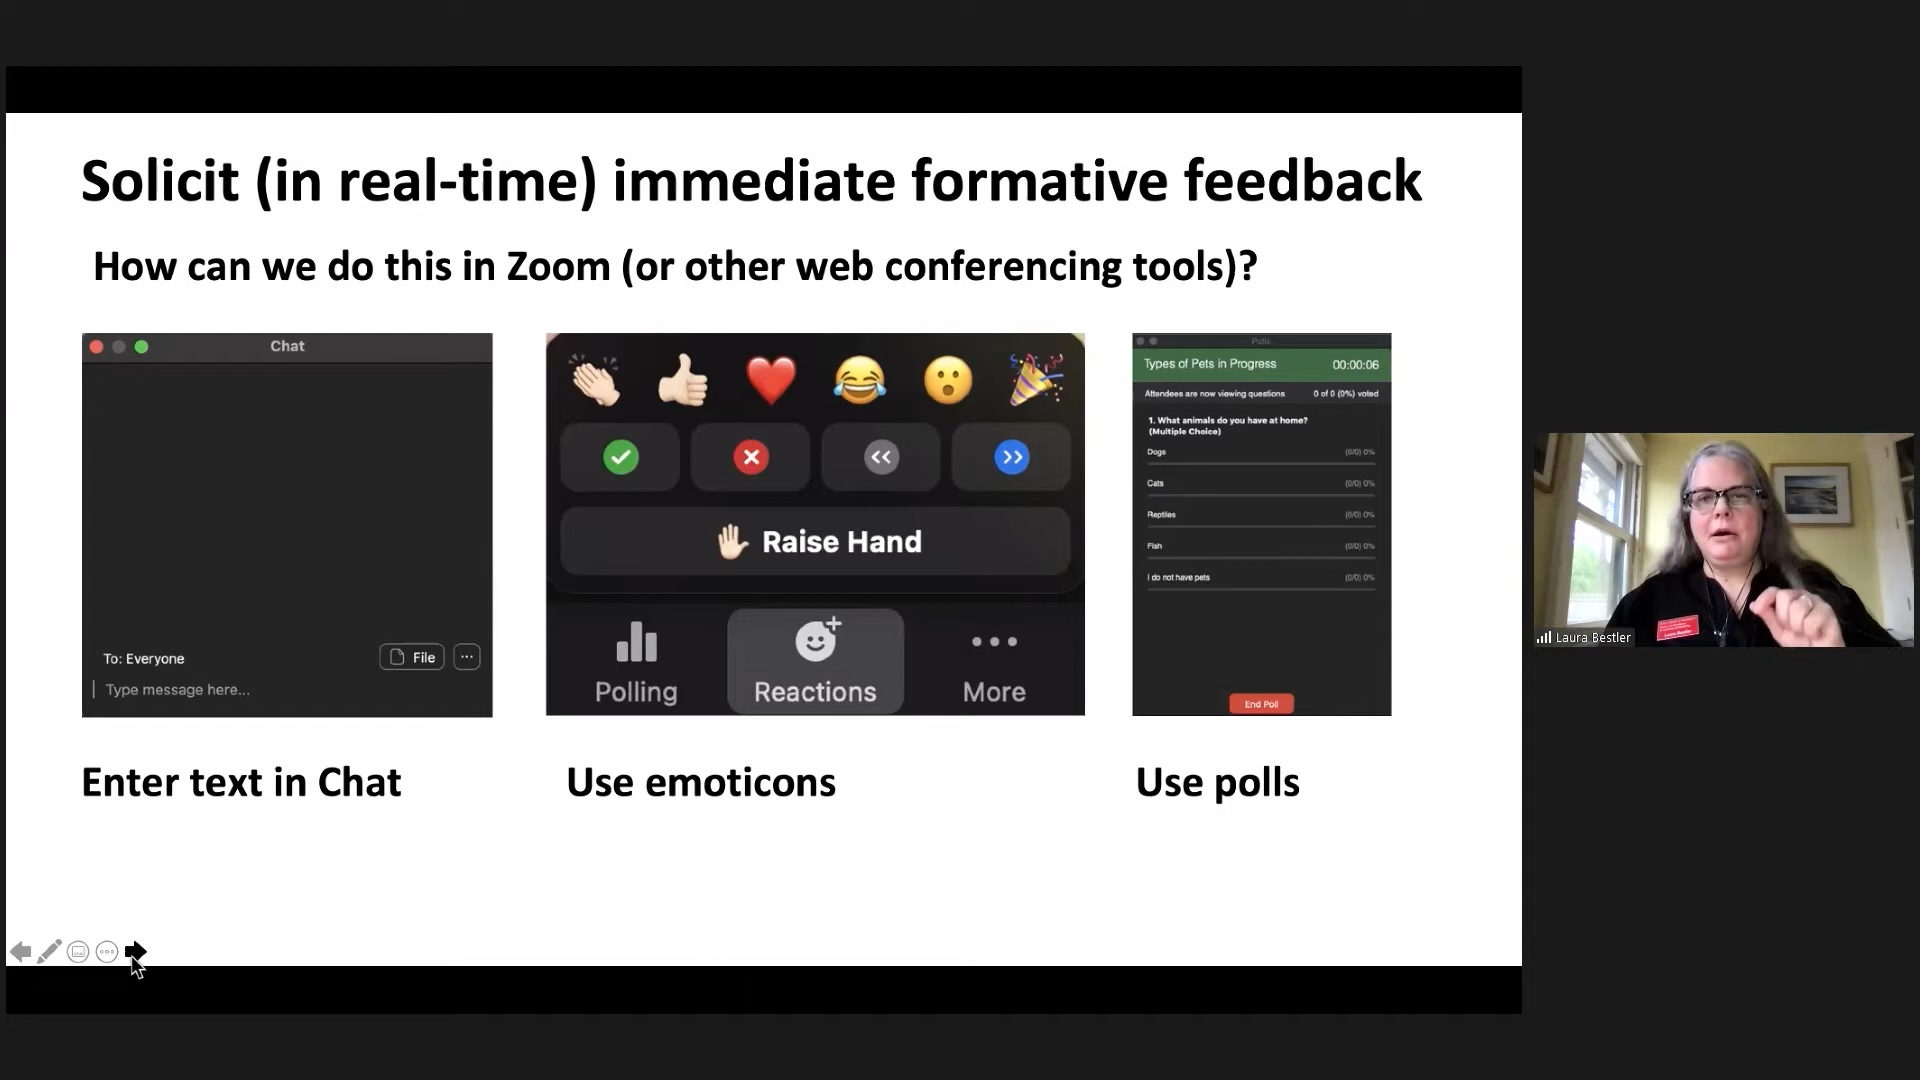 Solicit (in real-time) immediate formative feedback
How can we do this in Zoom (or other web conferencing tools)?
Chat
To: Everyone
File
Type message here...
Raise Hand
Polling
Reactions
More
Polls
Types of Pets in Progress
00:00:06
Attendees are now viewing questions
0 of 0 (0%) voted
1. What animals do you have at home?
(Multiple Choice)
Dogs
(0/0) 0%
Cats
(0/0) 0%
Reptiles
(0/0) 0%
Fish
(0/0) 0%
I do not have pets
(0/0) 0%
End Poll
Enter text in Chat
Use emoticons
Use polls
Laura Bestler
Laura Bestler